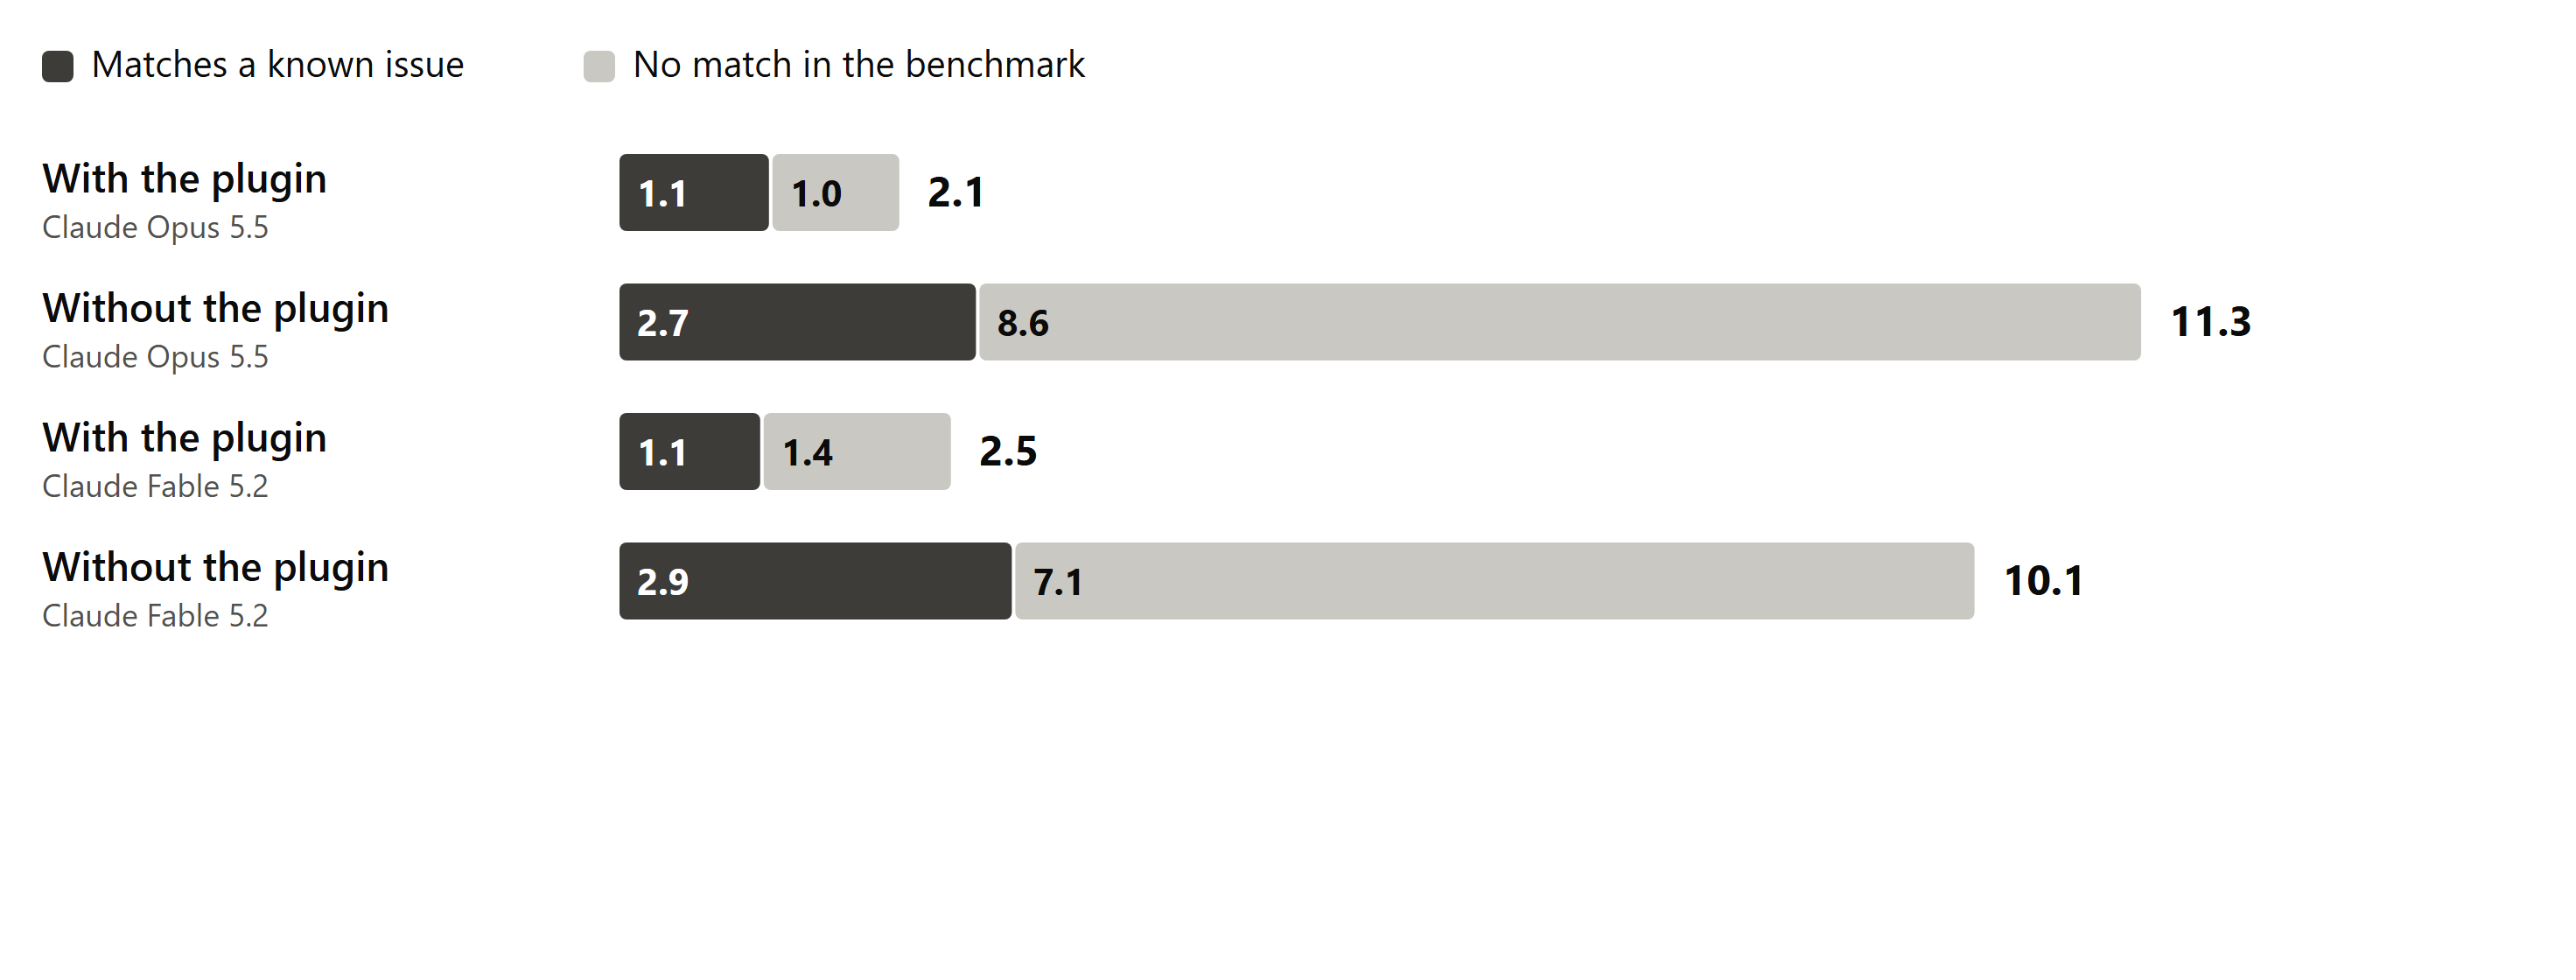 Matches a known issue
No match in the benchmark
With the plugin
Claude Opus 5.5
1.1
1.0
2.1
Without the plugin
Claude Opus 5.5
2.7
8.6
11.3
With the plugin
Claude Fable 5.2
1.1
1.4
2.5
Without the plugin
Claude Fable 5.2
2.9
7.1
10.1